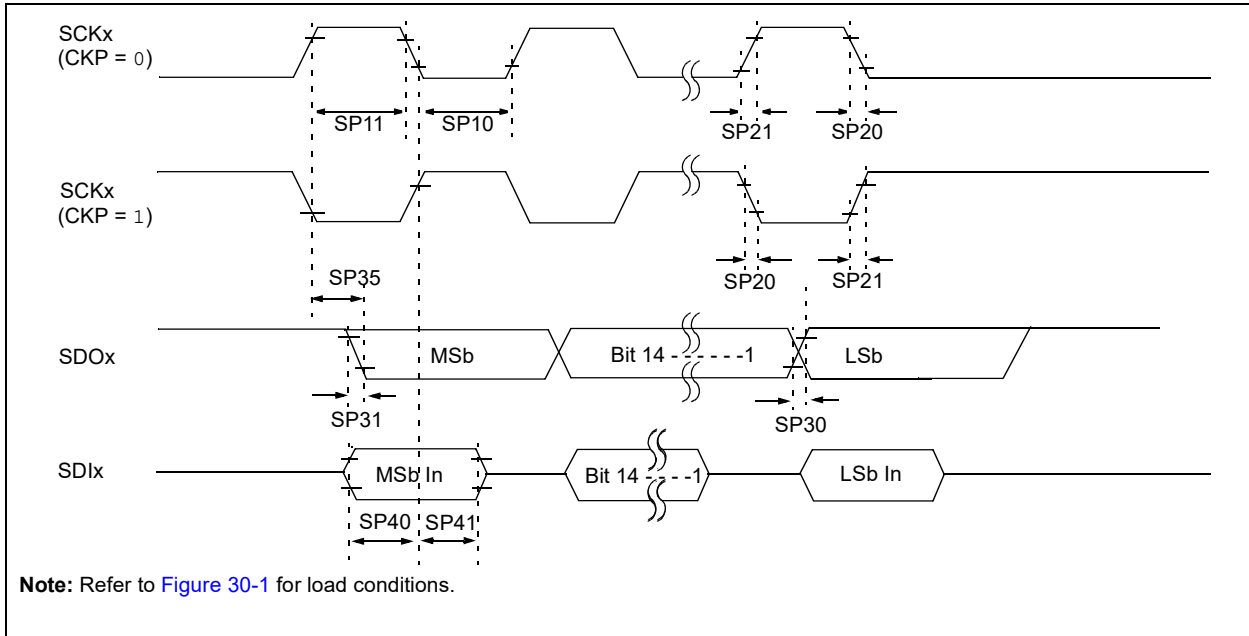 SCKx
(CKP = 0)
SP11
SP10
SP21
SP20
SCKx
(CKP = 1)
SP35
SP20
SP21
SDOx
MSb
Bit 14 - - - - - -1
LSb
SP31
SP30
SDIx
MSb In
Bit 14 - - - -1
LSb In
SP40
SP41
Note: Refer to Figure 30-1 for load conditions.